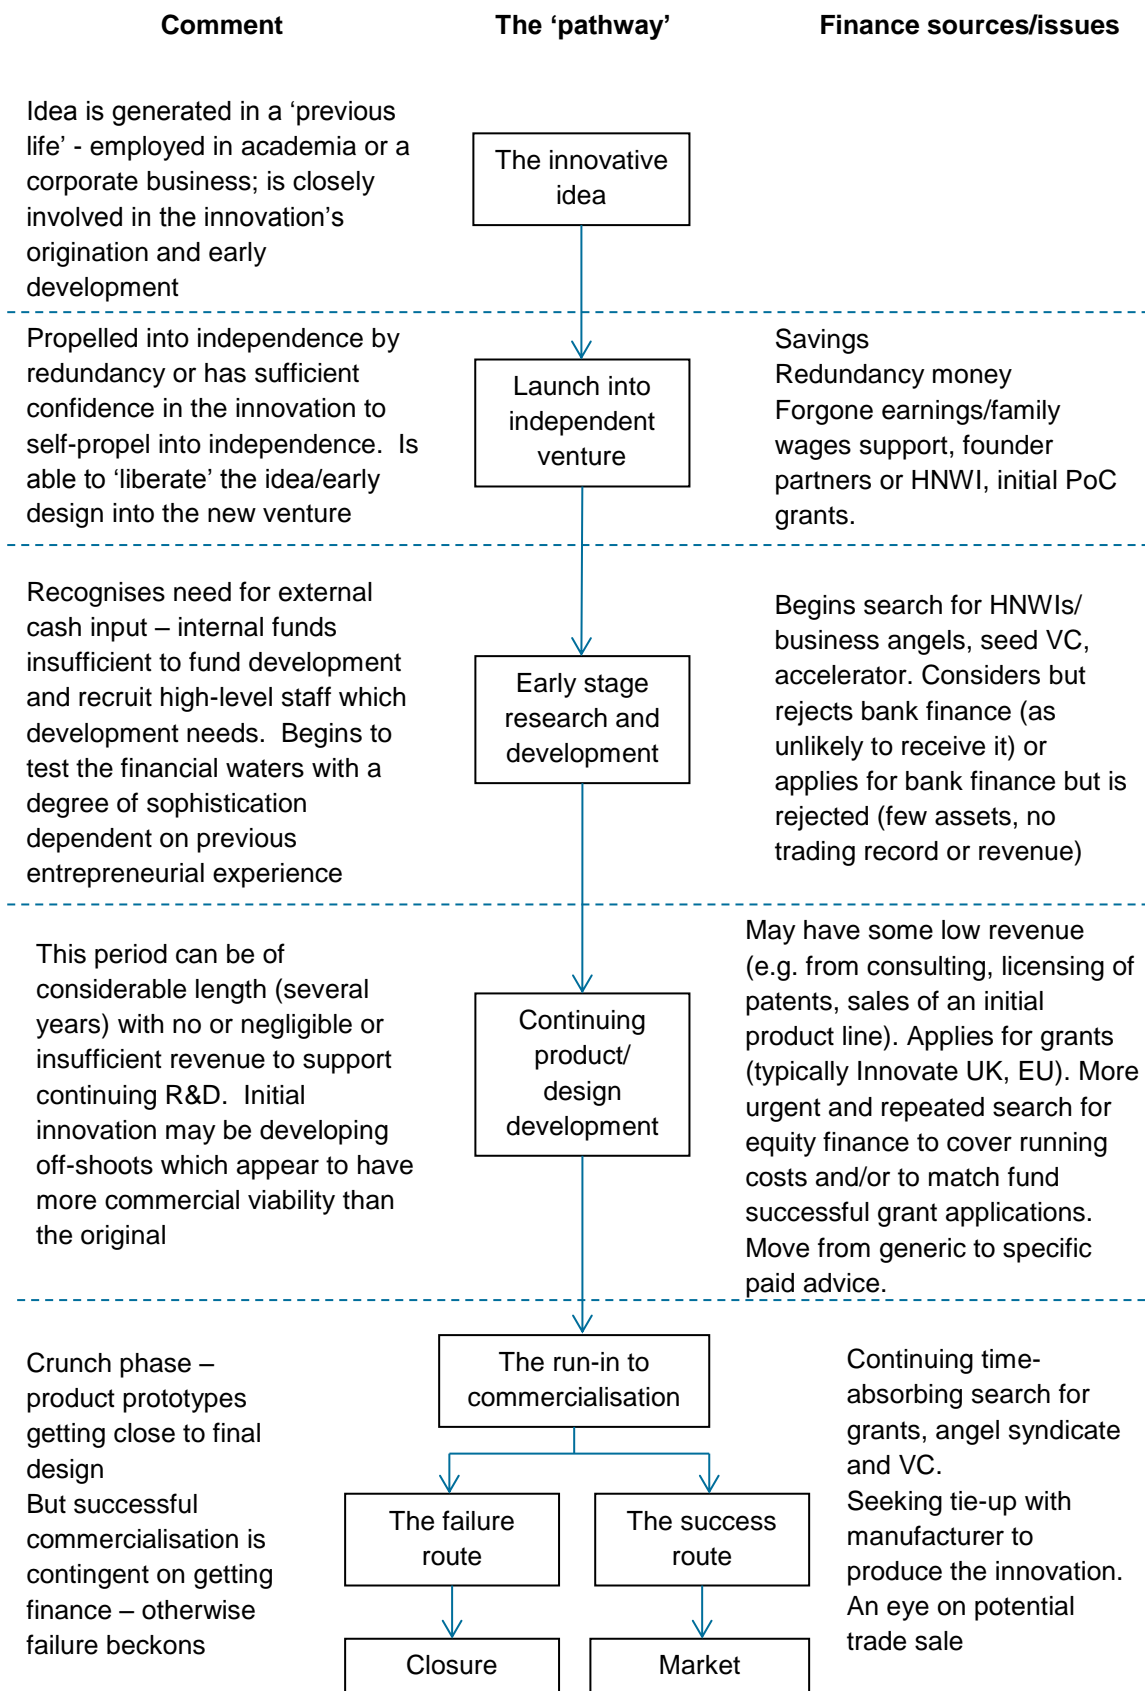 Comment
The ‘pathway’
Finance sources/issues
Idea is generated in a ‘previous
life’ - employed in academia or a
corporate business; is closely
involved in the innovation’s
origination and early
development
The innovative
idea
Propelled into independence by
redundancy or has sufficient
confidence in the innovation to
self-propel into independence.  Is
able to ‘liberate’ the idea/early
design into the new venture
Launch into
independent
venture
Savings
Redundancy money
Forgone earnings/family
wages support, founder
partners or HNWI, initial PoC
grants.
Recognises need for external
cash input – internal funds
insufficient to fund development
and recruit high-level staff which
development needs.  Begins to
test the financial waters with a
degree of sophistication
dependent on previous
entrepreneurial experience
Early stage
research and
development
Begins search for HNWIs/
business angels, seed VC,
accelerator. Considers but
rejects bank finance (as
unlikely to receive it) or
applies for bank finance but is
rejected (few assets, no
trading record or revenue)
This period can be of
considerable length (several
years) with no or negligible or
insufficient revenue to support
continuing R&D.  Initial
innovation may be developing
off-shoots which appear to have
more commercial viability than
the original
Continuing
product/
design
development
May have some low revenue
(e.g. from consulting, licensing of
patents, sales of an initial
product line). Applies for grants
(typically Innovate UK, EU). More
urgent and repeated search for
equity finance to cover running
costs and/or to match fund
successful grant applications.
Move from generic to specific
paid advice.
Crunch phase –
product prototypes
getting close to final
design
But successful
commercialisation is
contingent on getting
finance – otherwise
failure beckons
The run-in to
commercialisation
The failure
route
The success
route
Closure
Market
Continuing time-
absorbing search for
grants, angel syndicate
and VC.
Seeking tie-up with
manufacturer to
produce the innovation.
An eye on potential
trade sale